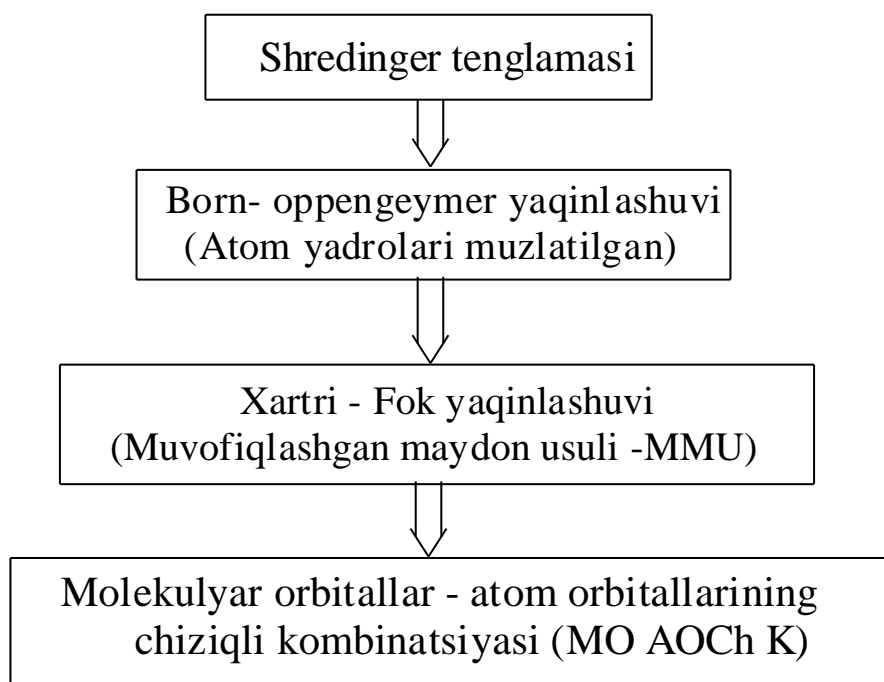 Shredinger tenglamasi
Born- oppengeymer yaqinlashuvi
(Atom yadrolari muzlatilgan)
Xartri - Fok yaqinlashuvi
(Muvofiqlashgan maydon usuli -MMU)
Molekulyar orbitallar - atom orbitallarining
chiziqli kombinatsiyasi (MO AOCh K)